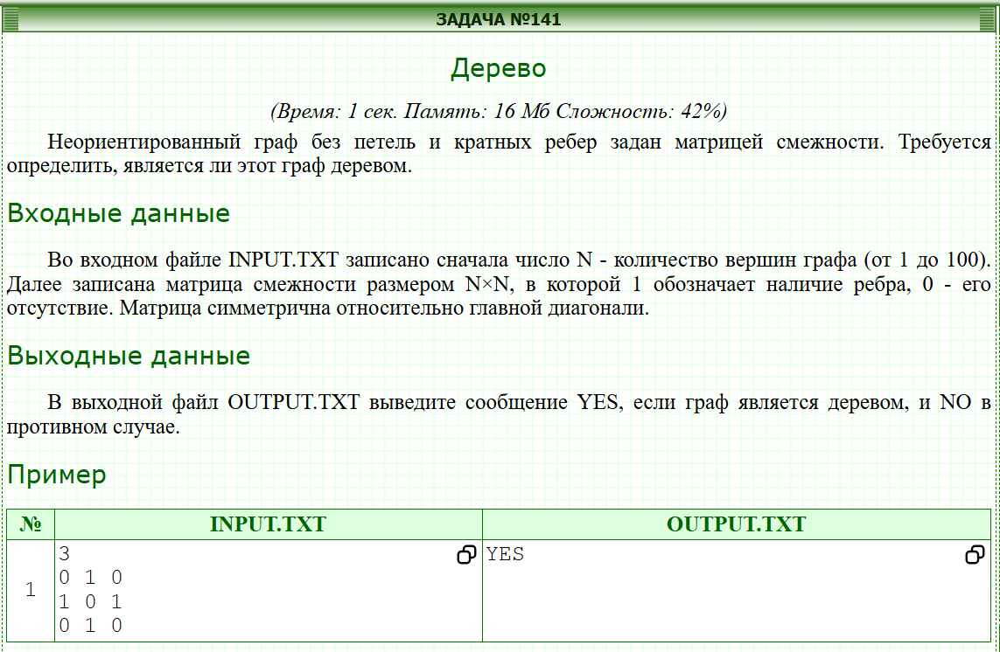 ЗАДАЧА №141
Дерево
(Время: 1 сек. Память: 16 Мб Сложность: 42%)
Неориентированный граф без петель и кратных ребер задан матрицей смежности. Требуется
определить, является ли этот граф деревом.
Входные данные
Во входном файле INPUT.TXT записано сначала число N - количество вершин графа (от 1 до 100).
Далее записана матрица смежности размером N×N, в которой 1 обозначает наличие ребра, 0 - его
отсутствие. Матрица симметрична относительно главной диагонали.
Выходные данные
В выходной файл OUTPUT.TXT выведите сообщение YES, если граф является деревом, и NO в
противном случае.
Пример
№ INPUT.TXT OUTPUT.TXT
1
3
0 1 0
1 0 1
0 1 0
YES